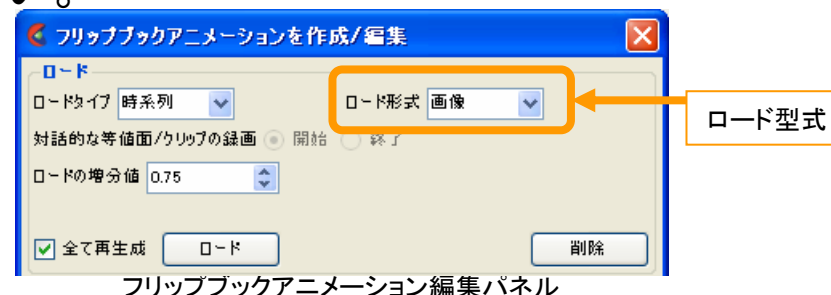 フリップブックアニメーションを作成/編集
ロード
ロードタイプ 時系列 ロード形式 画像
ロード型式
対話的な等値面/クリップの録画 開始 終了
ロードの増分値 0.75
全て再生成 ロード 削除
フリップブックアニメーション編集パネル